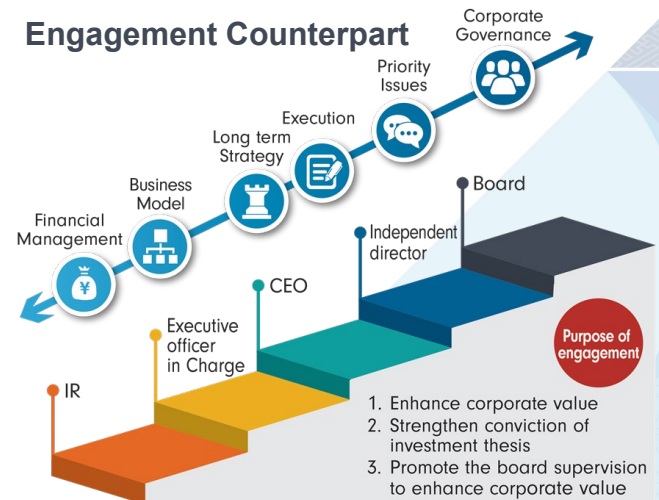 Engagement Counterpart
Corporate
Governance
Priority
Issues
Execution
Long term
Strategy
Business
Model
Financial
Management
¥
Board
Independent
director
CEO
Executive
officer
in Charge
IR
Purpose of
engagement
1. Enhance corporate value
2. Strengthen conviction of
investment thesis
3. Promote the board supervision
to enhance corporate value